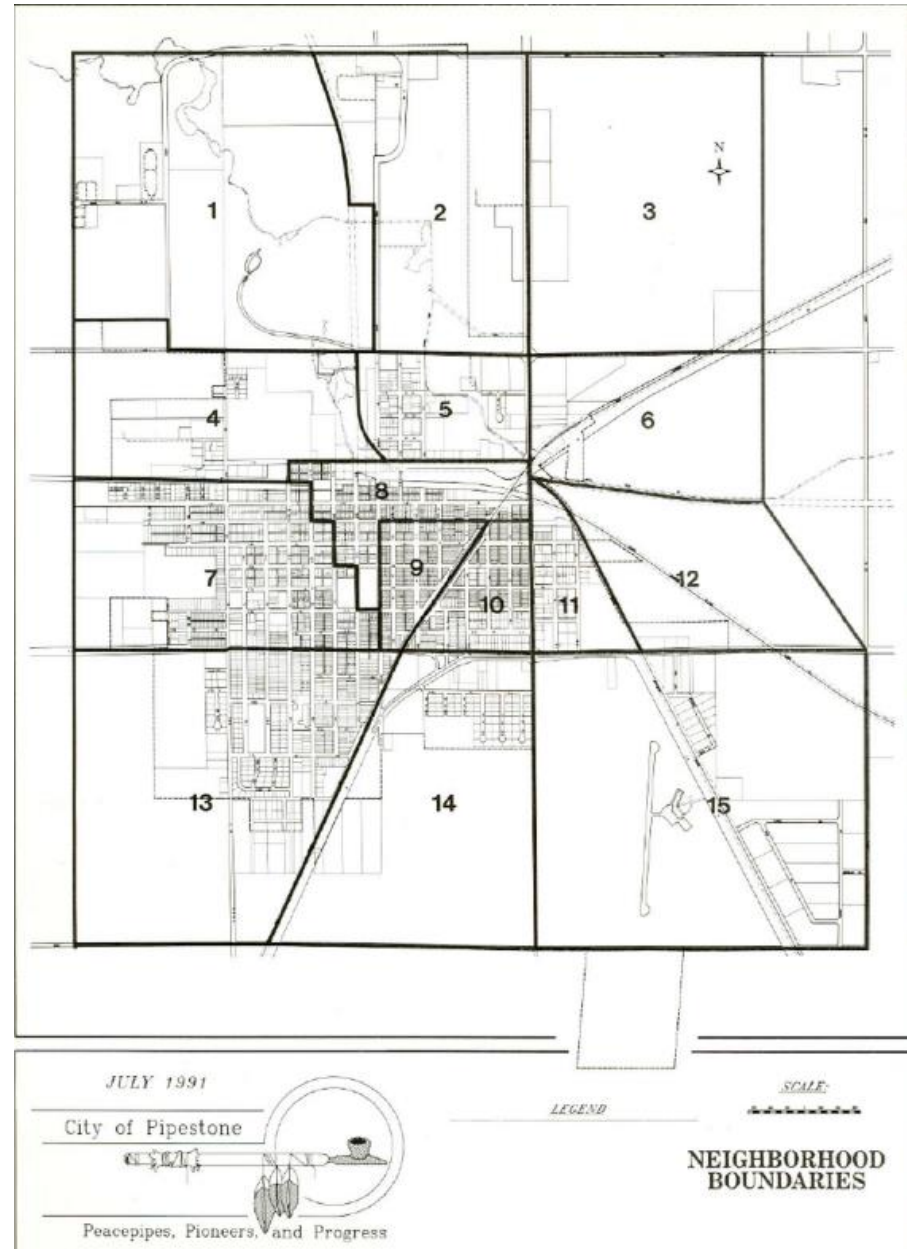 N
1
2
3
4
5
6
7
8
9
10
11
12
13
14
15
JULY 1991
City of Pipestone
Peacepipes, Pioneers, and Progress
LEGEND
SCALE:
NEIGHBORHOOD
BOUNDARIES